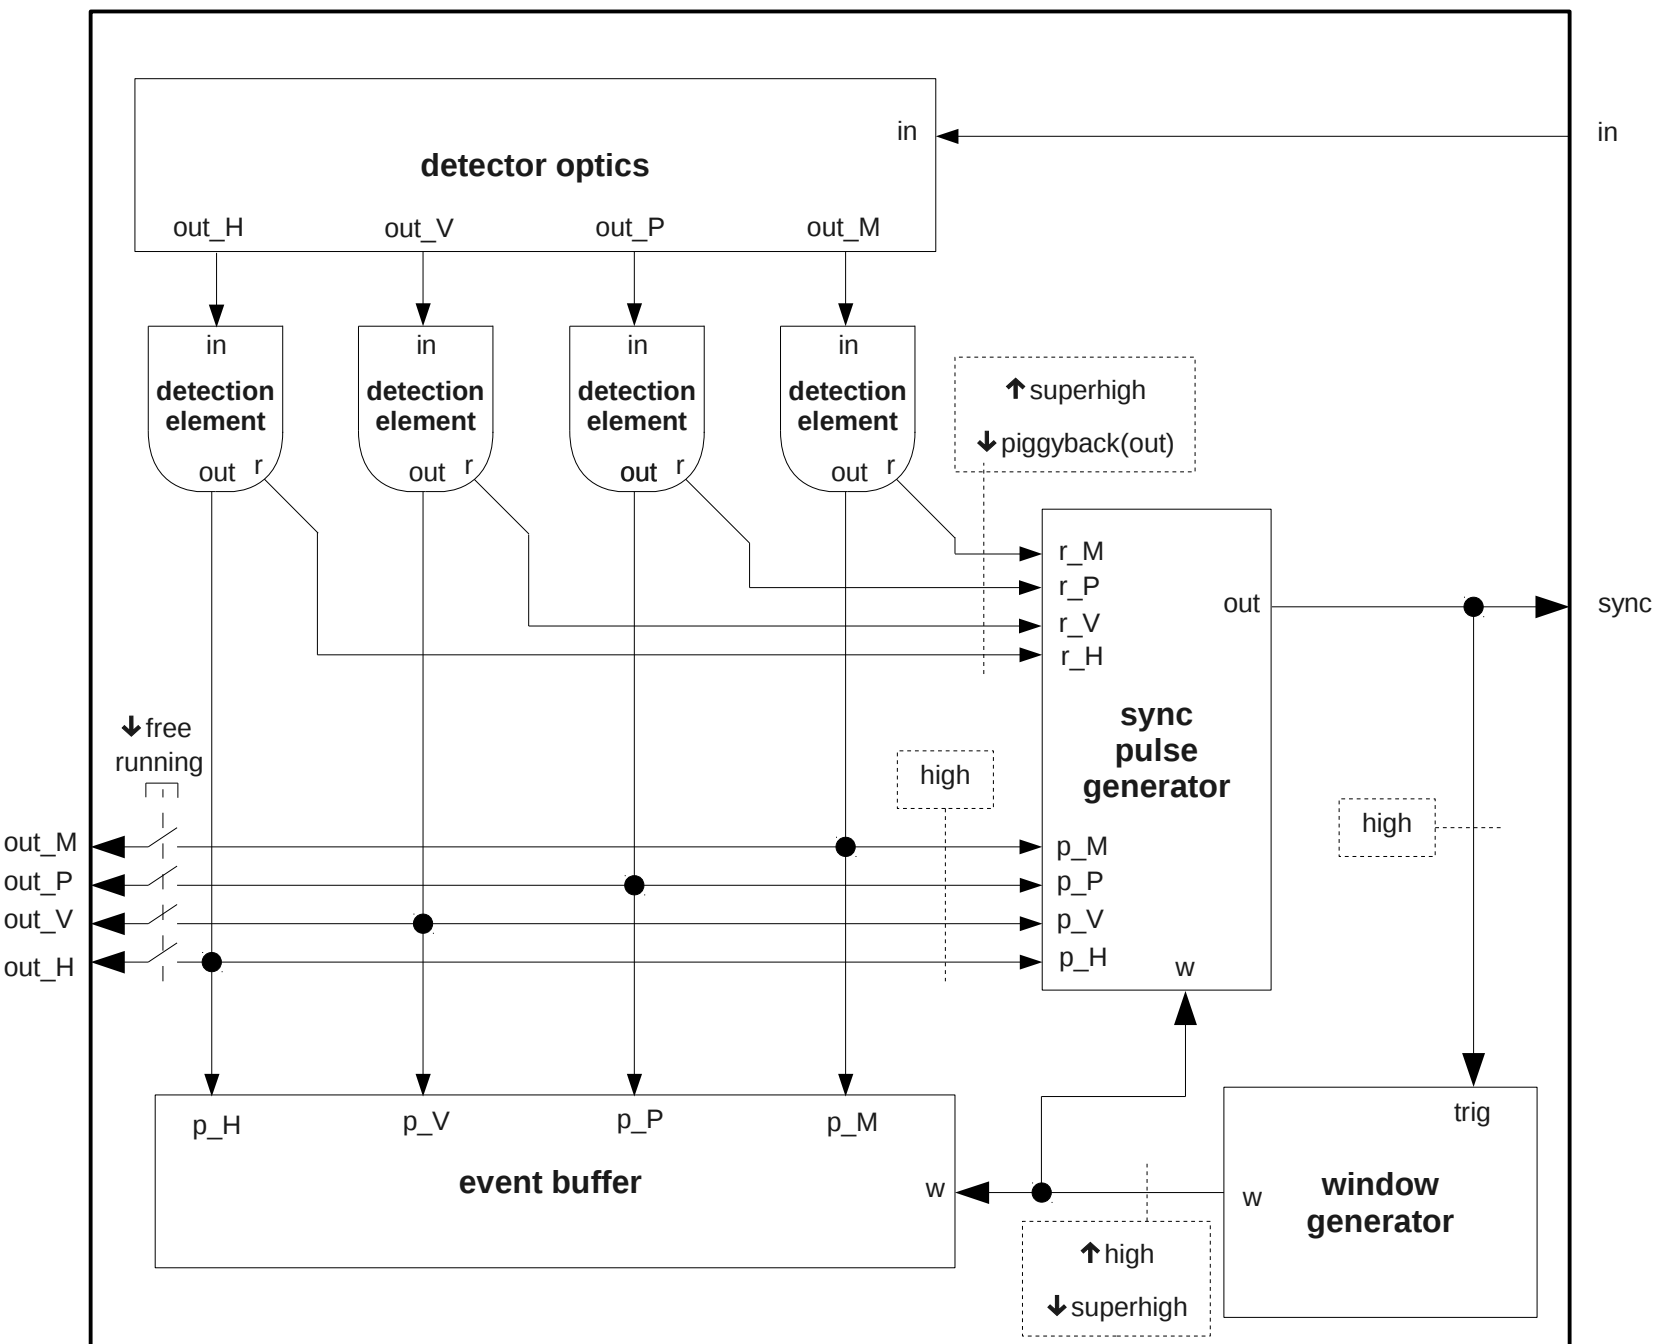 in
in
detector optics
out_H
out_V
out_P
out_M
in
in
in
in
detection
element
detection
element
detection
element
detection
element
out
r
out
r
out
r
out
r
↑superhigh
↓piggyback(out)
r_M
r_P
r_V
r_H
out
sync
sync
pulse
generator
↓free
running
high
high
out_M
out_P
out_V
out_H
p_M
p_P
p_V
p_H
w
p_H
p_V
p_P
p_M
trig
event buffer
w
w
window
generator
↑high
↓superhigh